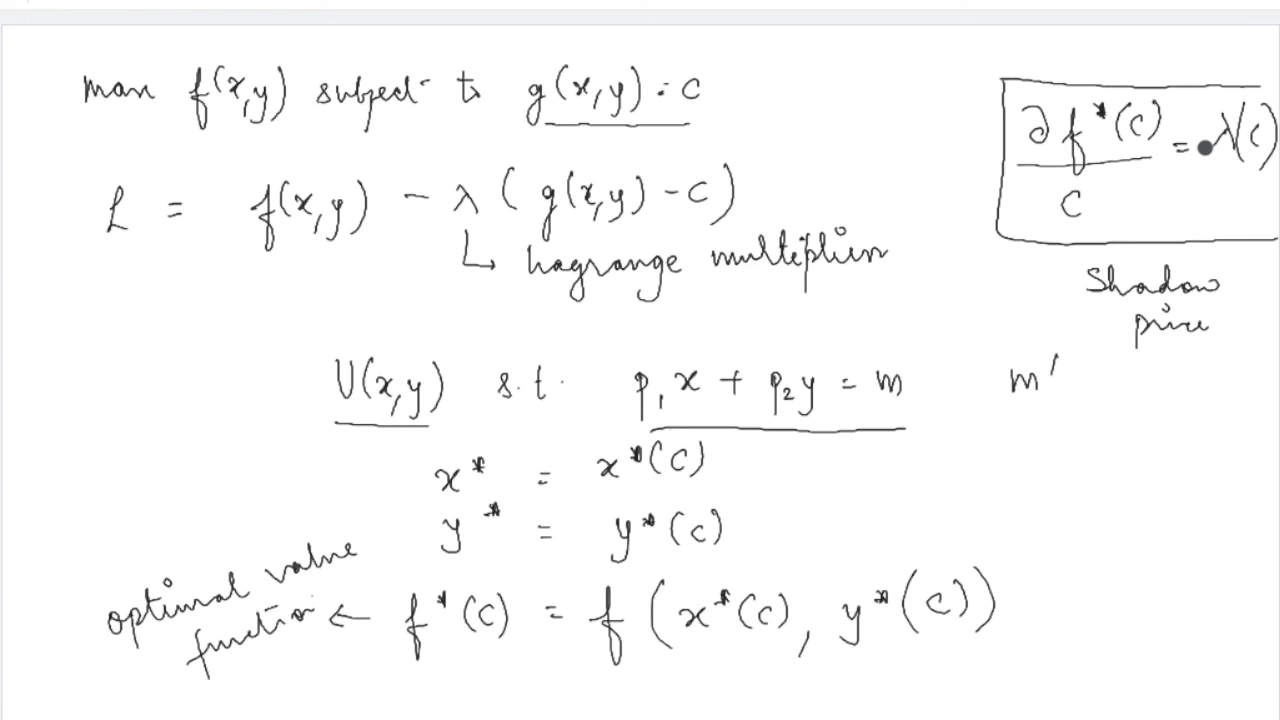 max f(x,y) subject to g(x,y) = c
L = f(x,y) - λ ( g(x,y) - c )
↳ Lagrange multiplier
∂f*(c) / c = λ(c)
Shadow
price
U(x,y) s.t. p₁x + p₂y = m m'
x* = x*(c)
y* = y*(c)
optimal value
function ← f*(c) = f ( x*(c), y*(c) )